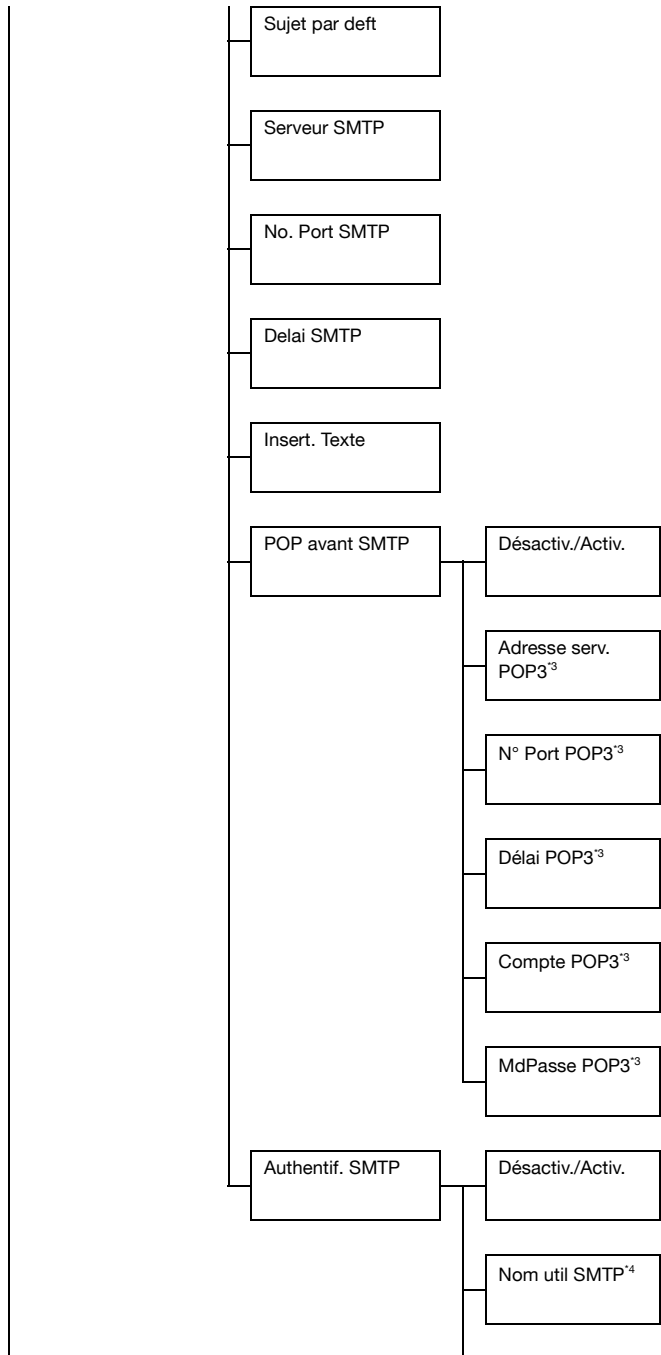 Sujet par deft
Serveur SMTP
No. Port SMTP
Delai SMTP
Insert. Texte
POP avant SMTP
Désactiv./Activ.
Adresse serv.
POP3*3
N° Port POP3*3
Délai POP3*3
Compte POP3*3
MdPasse POP3*3
Authentif. SMTP
Désactiv./Activ.
Nom util SMTP*4